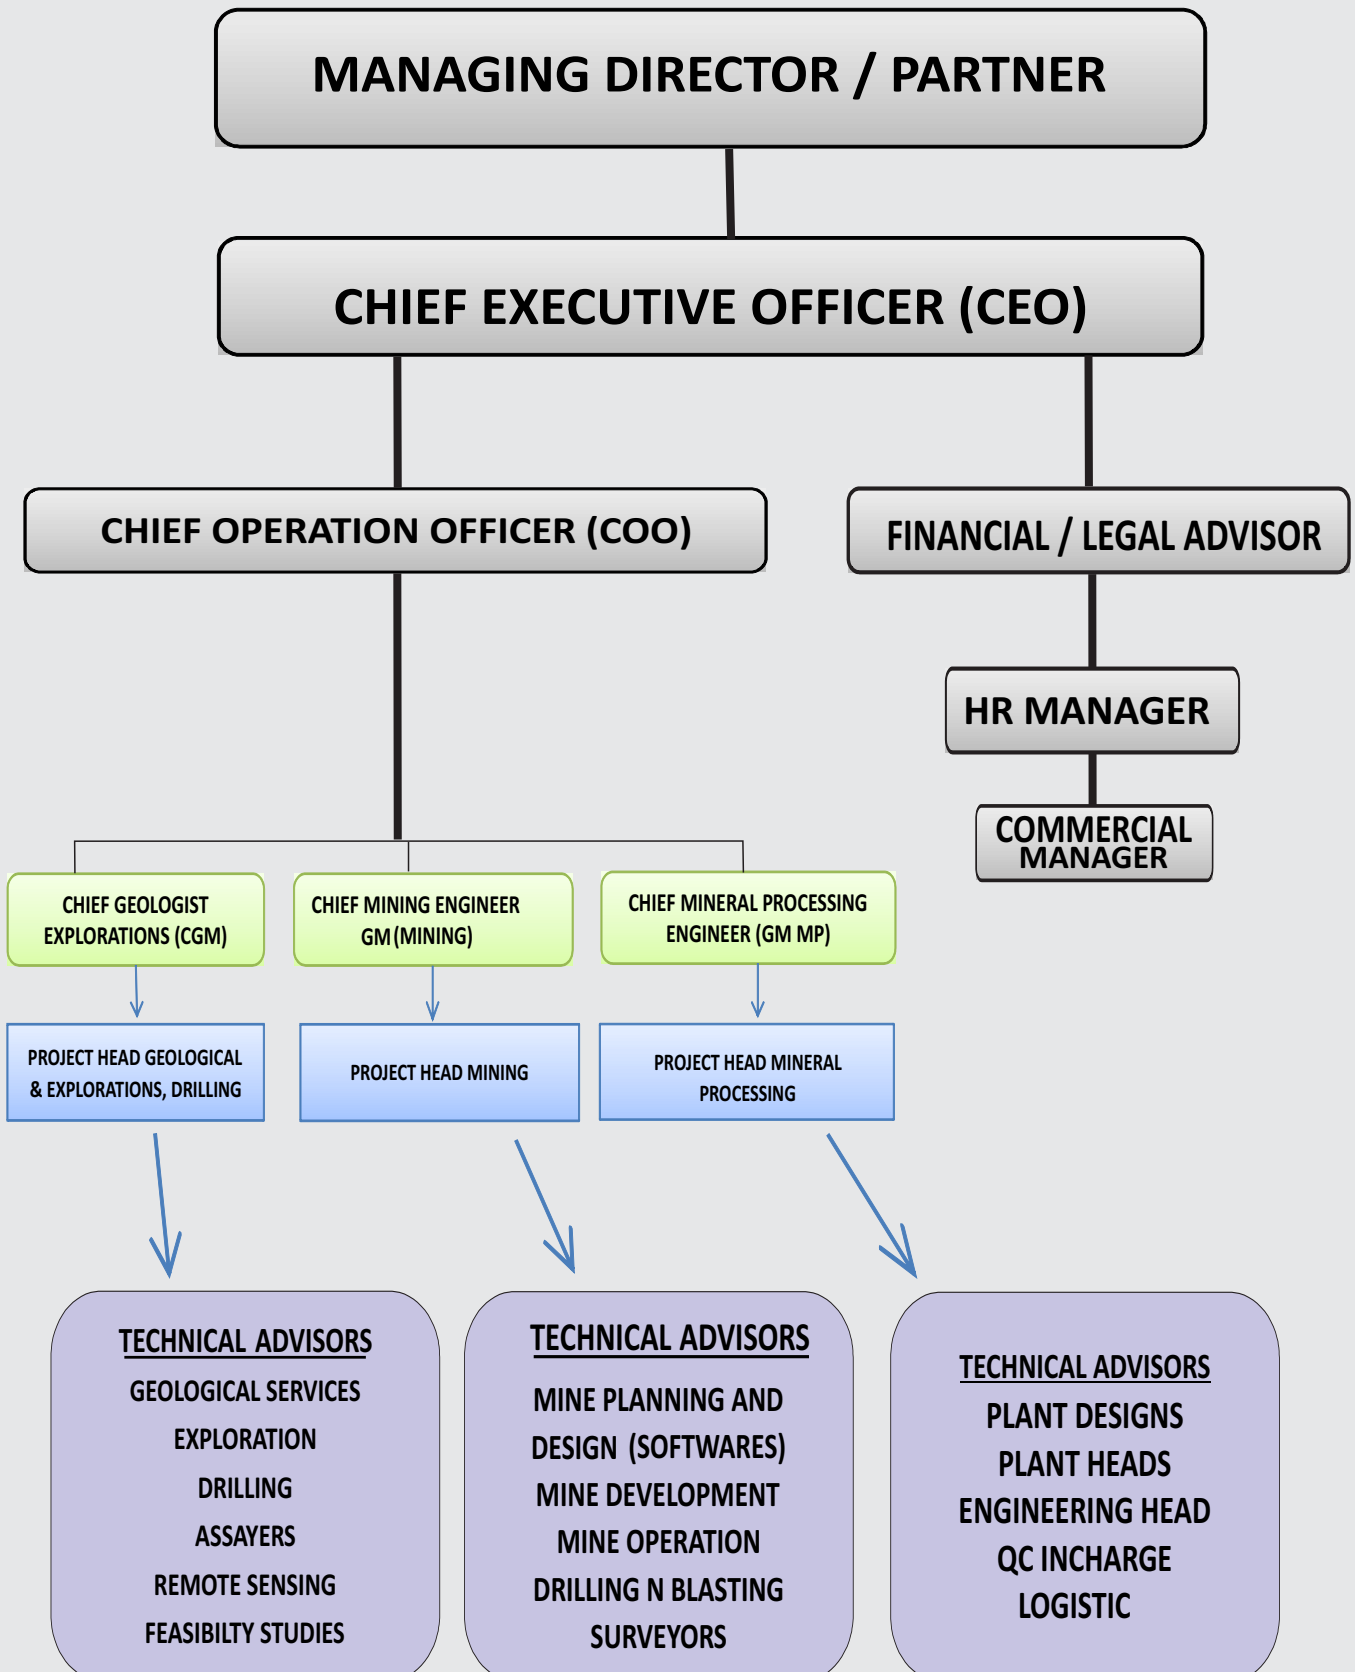 MANAGING DIRECTOR / PARTNER
CHIEF EXECUTIVE OFFICER (CEO)
CHIEF OPERATION OFFICER (COO)
FINANCIAL / LEGAL ADVISOR
HR MANAGER
COMMERCIAL
MANAGER
CHIEF GEOLOGIST
EXPLORATIONS (CGM)
CHIEF MINING ENGINEER
GM (MINING)
CHIEF MINERAL PROCESSING
ENGINEER (GM MP)
PROJECT HEAD GEOLOGICAL
& EXPLORATIONS, DRILLING
PROJECT HEAD MINING
PROJECT HEAD MINERAL
PROCESSING
TECHNICAL ADVISORS
GEOLOGICAL SERVICES
EXPLORATION
DRILLING
ASSAYERS
REMOTE SENSING
FEASIBILTY STUDIES
TECHNICAL ADVISORS
MINE PLANNING AND
DESIGN (SOFTWARES)
MINE DEVELOPMENT
MINE OPERATION
DRILLING N BLASTING
SURVEYORS
TECHNICAL ADVISORS
PLANT DESIGNS
PLANT HEADS
ENGINEERING HEAD
QC INCHARGE
LOGISTIC